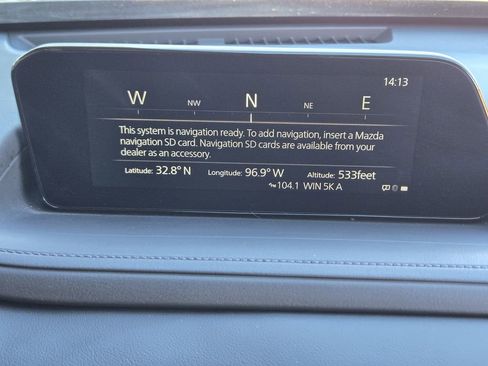 14:13
W NW N NE E
This system is navigation ready. To add navigation, insert a Mazda
navigation SD card. Navigation SD cards are available from your
dealer as an accessory.
Latitude: 32.8° N Longitude: 96.9° W Altitude: 533feet
104.1 WIN 5K A